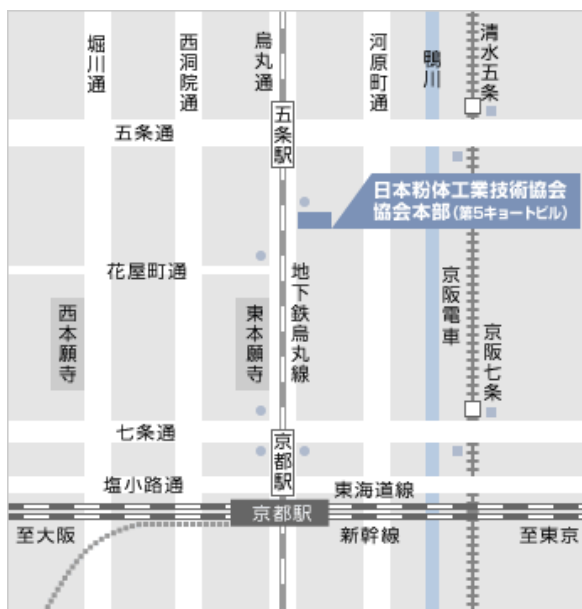 堀川通
西洞院通
烏丸通
河原町通
鴨川
清水五条
五条駅
五条通
日本粉体工業技術協会
協会本部(第5キョートビル)
花屋町通
地下鉄烏丸線
京阪電車
西本願寺
東本願寺
京阪七条
七条通
京都駅
塩小路通
東海道線
京都駅
至大阪
新幹線
至東京